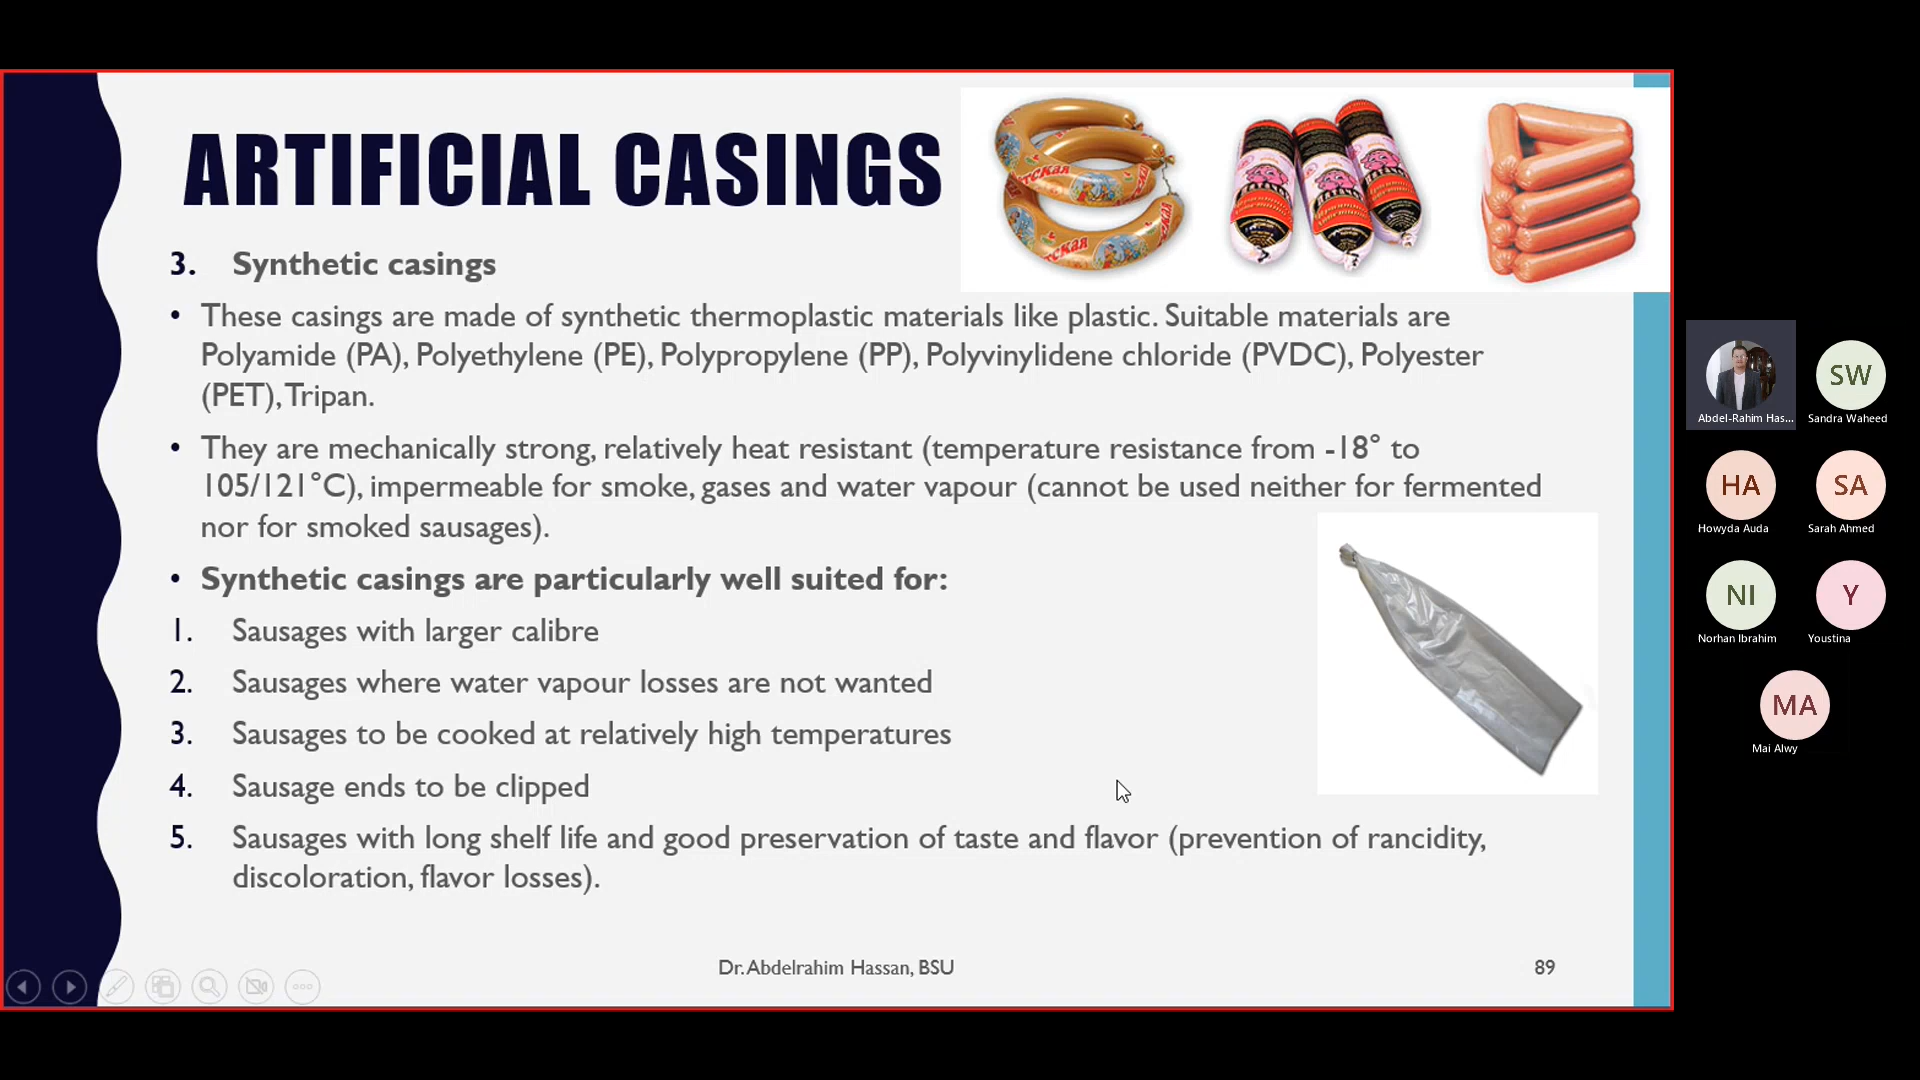 ARTIFICIAL CASINGS
3. Synthetic casings
• These casings are made of synthetic thermoplastic materials like plastic. Suitable materials are
Polyamide (PA), Polyethylene (PE), Polypropylene (PP), Polyvinylidene chloride (PVDC), Polyester
(PET), Tripan.
• They are mechanically strong, relatively heat resistant (temperature resistance from -18° to
105/121°C), impermeable for smoke, gases and water vapour (cannot be used neither for fermented
nor for smoked sausages).
• Synthetic casings are particularly well suited for:
1. Sausages with larger calibre
2. Sausages where water vapour losses are not wanted
3. Sausages to be cooked at relatively high temperatures
4. Sausage ends to be clipped
5. Sausages with long shelf life and good preservation of taste and flavor (prevention of rancidity,
discoloration, flavor losses).
Dr. Abdelrahim Hassan, BSU
89
Abdel-Rahim Has...
SW
Sandra Waheed
HA
Howyda Auda
SA
Sarah Ahmed
NI
Norhan Ibrahim
Y
Youstina
MA
Mai Alwy